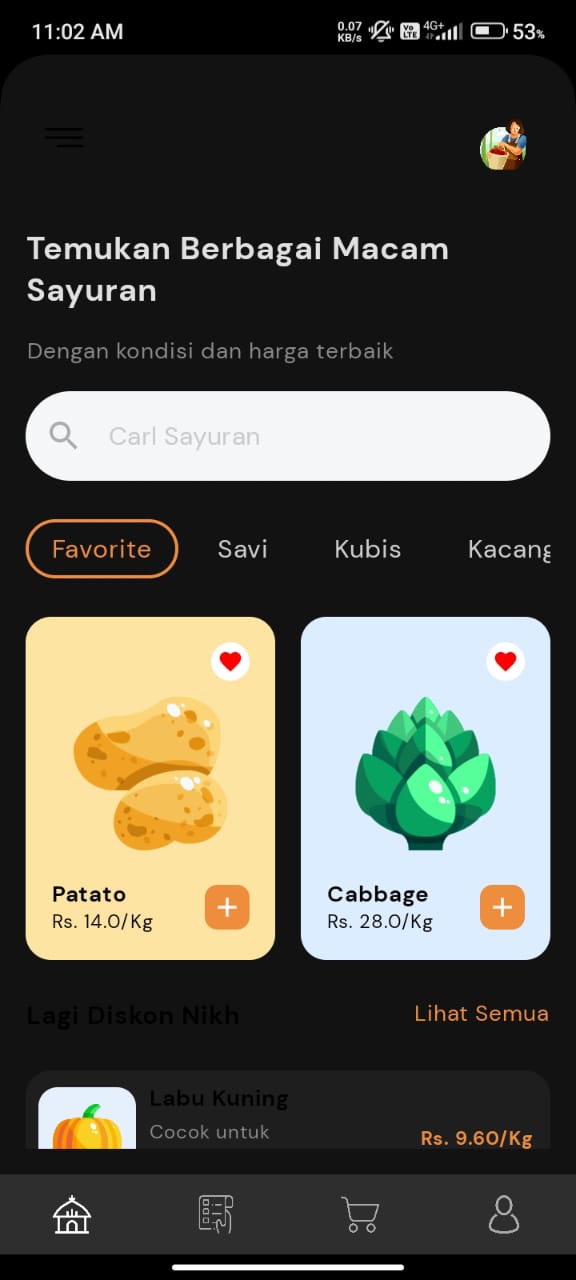 11:02 AM
0.07 KB/s
Vo LTE
4G+
53%
Temukan Berbagai Macam
Sayuran
Dengan kondisi dan harga terbaik
Carl Sayuran
Favorite Savi Kubis Kacang
Patato
Rs. 14.0/Kg
Cabbage
Rs. 28.0/Kg
Lagi Diskon Nikh Lihat Semua
Labu Kuning
Cocok untuk
Rs. 9.60/Kg